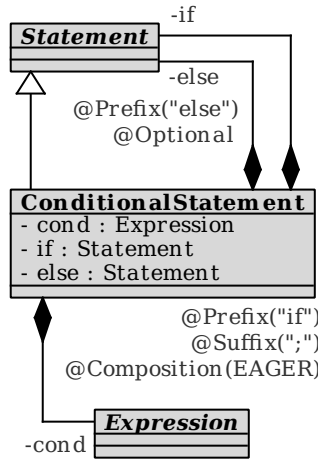 -if
Statement
-else
@Prefix("else")
@Optional
ConditionalStatement
- cond : Expression
- if : Statement
- else : Statement
@Prefix("if")
@Suffix(";")
@Composition(EAGER)
Expression
-cond